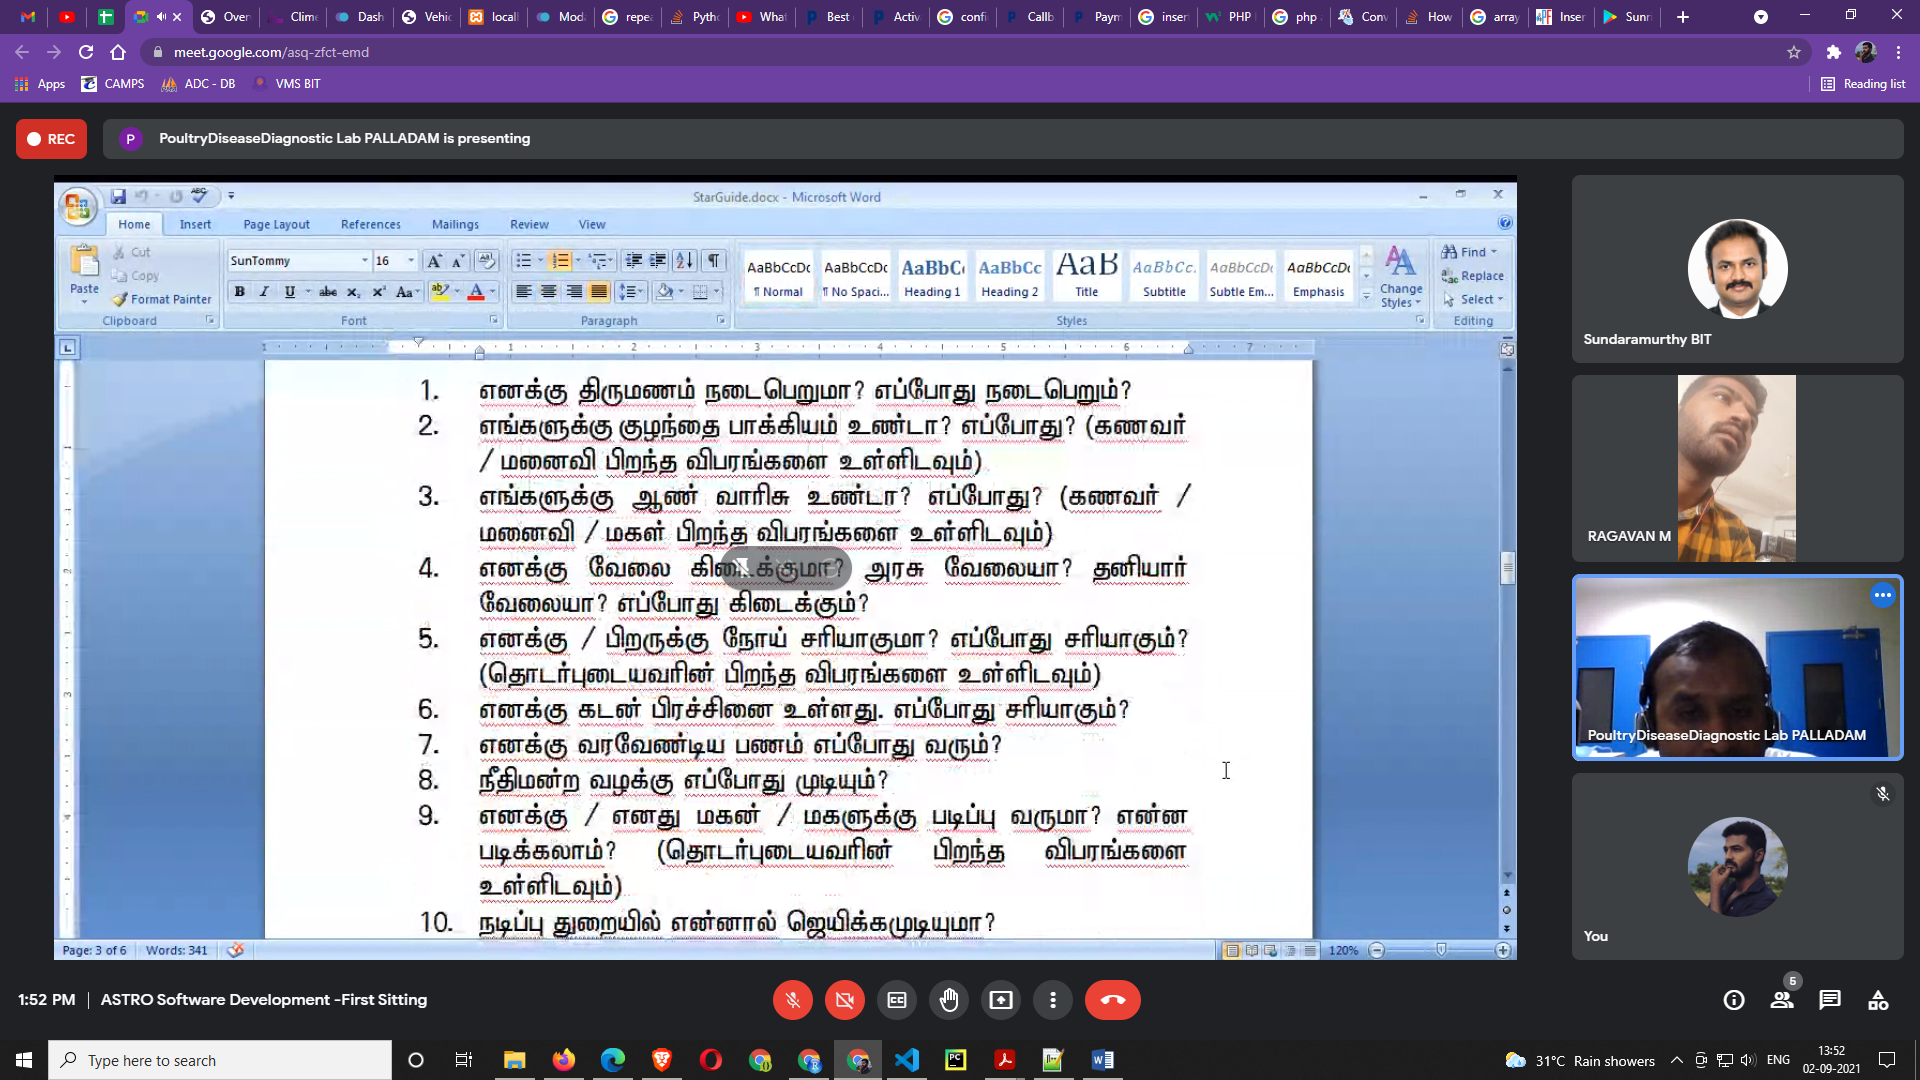 Over
Clime
Dash
Vehic
locall
Mod
repea
Pytho
What
Best
Activ
confi
Callb
Paym
inser
PHP
php
Conv
How
array
Inser
Sunr
meet.google.com/asq-zfct-emd
Apps CAMPS ADC - DB VMS BIT Reading list
REC
P PoultryDiseaseDiagnostic Lab PALLADAM is presenting
StarGuide.docx - Microsoft Word
Home Insert Page Layout References Mailings Review View
Cut
Copy
Paste
Format Painter
Clipboard
SunTommy 16
Font
Paragraph
AaBbCcDc AaBbCcDc AaBbC AaBbCc AaB AaBbCc. AaBbCcDc AaBbCcDc
¶ Normal ¶ No Spaci... Heading 1 Heading 2 Title Subtitle Subtle Em... Emphasis
Change Styles
Styles
Find
Replace
Select
Editing
1. எனக்கு திருமணம் நடைபெறுமா? எப்போது நடைபெறும்?
2. எங்களுக்கு குழந்தை பாக்கியம் உண்டா? எப்போது? (கணவர்
/ மனைவி பிறந்த விபரங்களை உள்ளிடவும்)
3. எங்களுக்கு ஆண் வாரிசு உண்டா? எப்போது? (கணவர் /
மனைவி / மகள் பிறந்த விபரங்களை உள்ளிடவும்)
4. எனக்கு வேலை கிடைக்குமா? அரசு வேலையா? தனியார்
வேலையா? எப்போது கிடைக்கும்?
5. எனக்கு / பிறருக்கு நோய் சரியாகுமா? எப்போது சரியாகும்?
(தொடர்புடையவரின் பிறந்த விபரங்களை உள்ளிடவும்)
6. எனக்கு கடன் பிரச்சினை உள்ளது. எப்போது சரியாகும்?
7. எனக்கு வரவேண்டிய பணம் எப்போது வரும்?
8. நீதிமன்ற வழக்கு எப்போது முடியும்?
9. எனக்கு / எனது மகன் / மகளுக்கு படிப்பு வருமா? என்ன
படிக்கலாம்? (தொடர்புடையவரின் பிறந்த விபரங்களை
உள்ளிடவும்)
10. நடிப்பு துறையில் என்னால் ஜெயிக்கமுடியுமா?
Page: 3 of 6 Words: 341 120%
Sundaramurthy BIT
RAGAVAN M
PoultryDiseaseDiagnostic Lab PALLADAM
You
1:52 PM | ASTRO Software Development -First Sitting
5
Type here to search
31°C Rain showers ENG
13:52
02-09-2021